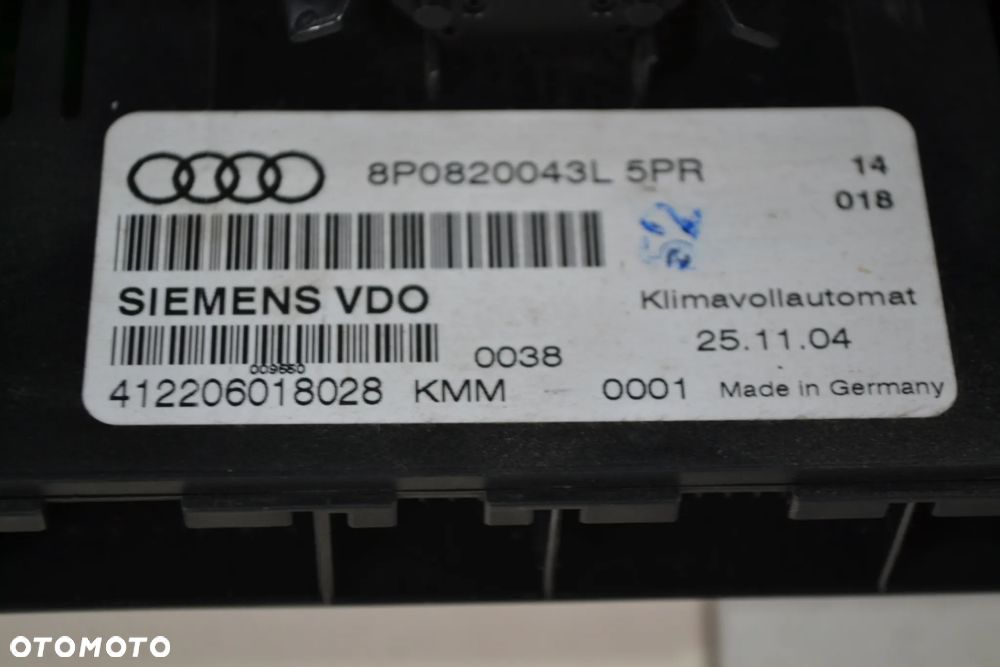 8P0820043L 5PR 14
018
SIEMENS VDO
Klimavollautomat
25.11.04
0038
009550
412206018028 KMM 0001 Made in Germany
OTOMOTO